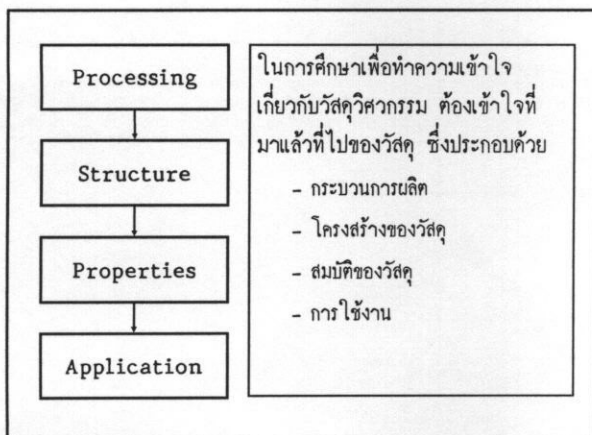 Processing
Structure
Properties
Application
ในการศึกษาเพื่อทำความเข้าใจ
เกี่ยวกับวัสดุวิศวกรรม ต้องเข้าใจที่
มาแล้วที่ไปของวัสดุ ซึ่งประกอบด้วย
- กระบวนการผลิต
- โครงสร้างของวัสดุ
- สมบัติของวัสดุ
- การใช้งาน